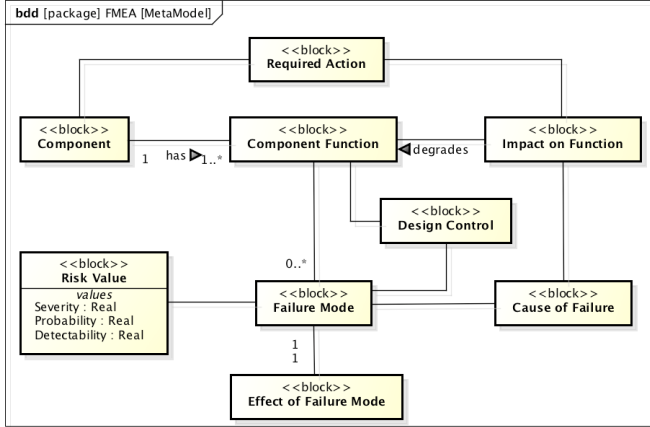 bdd [package] FMEA [MetaModel]
<<block>>
Required Action
<<block>>
Component
<<block>>
Component Function
<<block>>
Impact on Function
1
has
1..*
degrades
<<block>>
Design Control
0..*
<<block>>
Risk Value
values
Severity : Real
Probability : Real
Detectability : Real
<<block>>
Failure Mode
<<block>>
Cause of Failure
1
1
<<block>>
Effect of Failure Mode